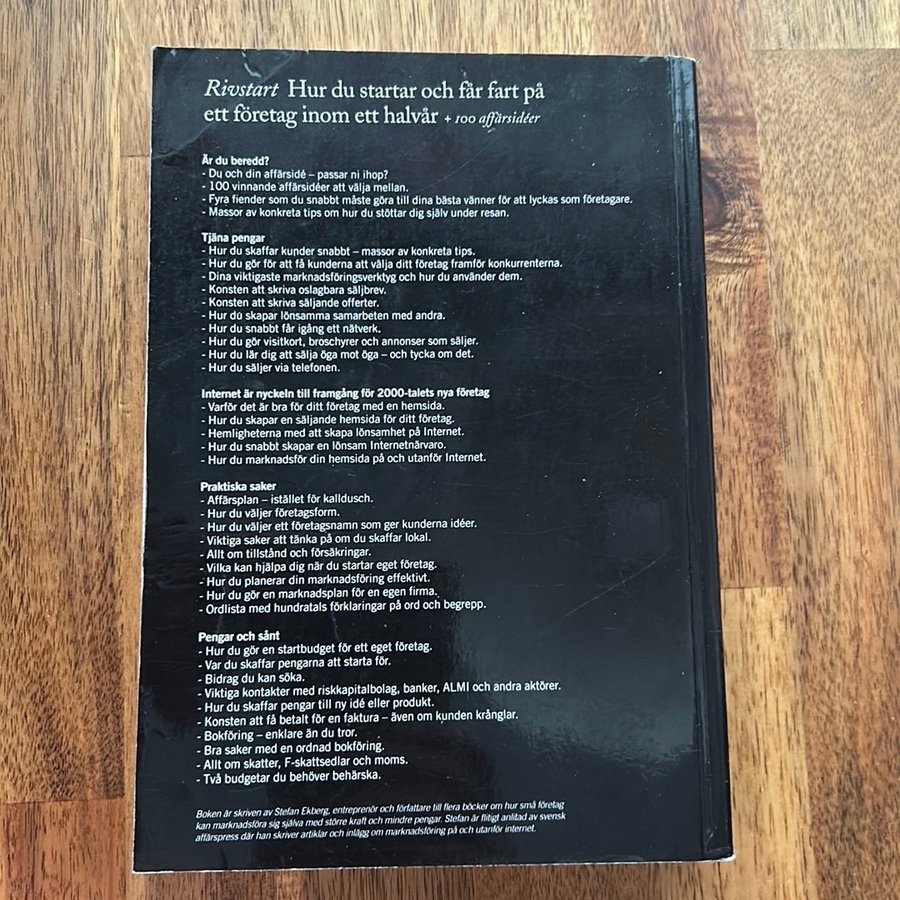 Rivstart Hur du startar och får fart på
ett företag inom ett halvår + 100 affärsidéer
Är du beredd?
- Du och din affärsidé – passar ni ihop?
- 100 vinnande affärsidéer att välja mellan.
- Fyra fiender som du snabbt måste göra till dina bästa vänner för att lyckas som företagare.
- Massor av konkreta tips om hur du stöttar dig själv under resan.
Tjäna pengar
- Hur du skaffar kunder snabbt – massor av konkreta tips.
- Hur du gör för att få kunderna att välja ditt företag framför konkurrenterna.
- Dina viktigaste marknadsföringsverktyg och hur du använder dem.
- Konsten att skriva oslagbara säljbrev.
- Konsten att skriva säljande offerter.
- Hur du skapar lönsamma samarbeten med andra.
- Hur du snabbt får igång ett nätverk.
- Hur du gör visitkort, broschyrer och annonser som säljer.
- Hur du lär dig att sälja öga mot öga – och tycka om det.
- Hur du säljer via telefonen.
Internet är nyckeln till framgång för 2000-talets nya företag
- Varför det är bra för ditt företag med en hemsida.
- Hur du skapar en säljande hemsida för ditt företag.
- Hemligheterna med att skapa lönsamhet på Internet.
- Hur du snabbt skapar en lönsam Internetnärvaro.
- Hur du marknadsför din hemsida på och utanför Internet.
Praktiska saker
- Affärsplan – istället för kalldusch.
- Hur du väljer företagsform.
- Hur du väljer ett företagsnamn som ger kunderna idéer.
- Viktiga saker att tänka på om du skaffar lokal.
- Allt om tillstånd och försäkringar.
- Vilka kan hjälpa dig när du startar eget företag.
- Hur du planerar din marknadsföring effektivt.
- Hur du gör en marknadsplan för en egen firma.
- Ordlista med hundratals förklaringar på ord och begrepp.
Pengar och sånt
- Hur du gör en startbudget för ett eget företag.
- Var du skaffar pengarna att starta för.
- Bidrag du kan söka.
- Viktiga kontakter med riskkapitalbolag, banker, ALMI och andra aktörer.
- Hur du skaffar pengar till ny idé eller produkt.
- Konsten att få betalt för en faktura – även om kunden krånglar.
- Bokföring – enklare än du tror.
- Bra saker med en ordnad bokföring.
- Allt om skatter, F-skattsedlar och moms.
- Två budgetar du behöver behärska.
Boken är skriven av Stefan Ekberg, entreprenör och författare till flera böcker om hur små företag
kan marknadsföra sig själva med större kraft och mindre pengar. Stefan är flitigt anlitad av svensk
affärspress där han skriver artiklar och inlägg om marknadsföring på och utanför internet.